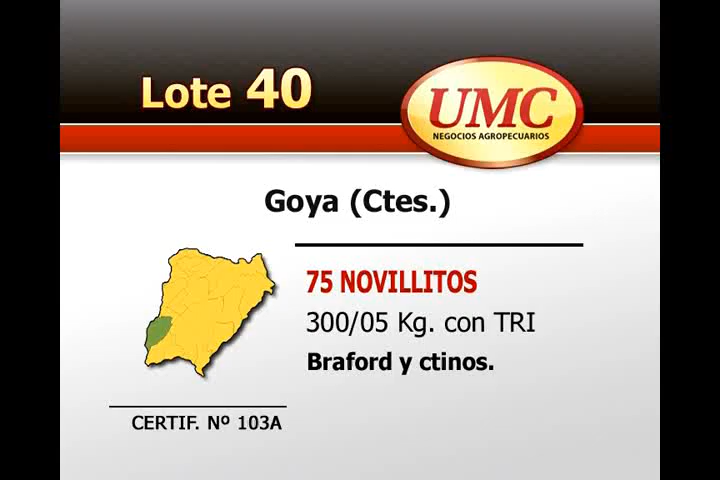 Lote 40
UMC
NEGOCIOS AGROPECUARIOS
Goya (Ctes.)
75 NOVILLITOS
300/05 Kg. con TRI
Braford y ctinos.
CERTIF. Nº 103A